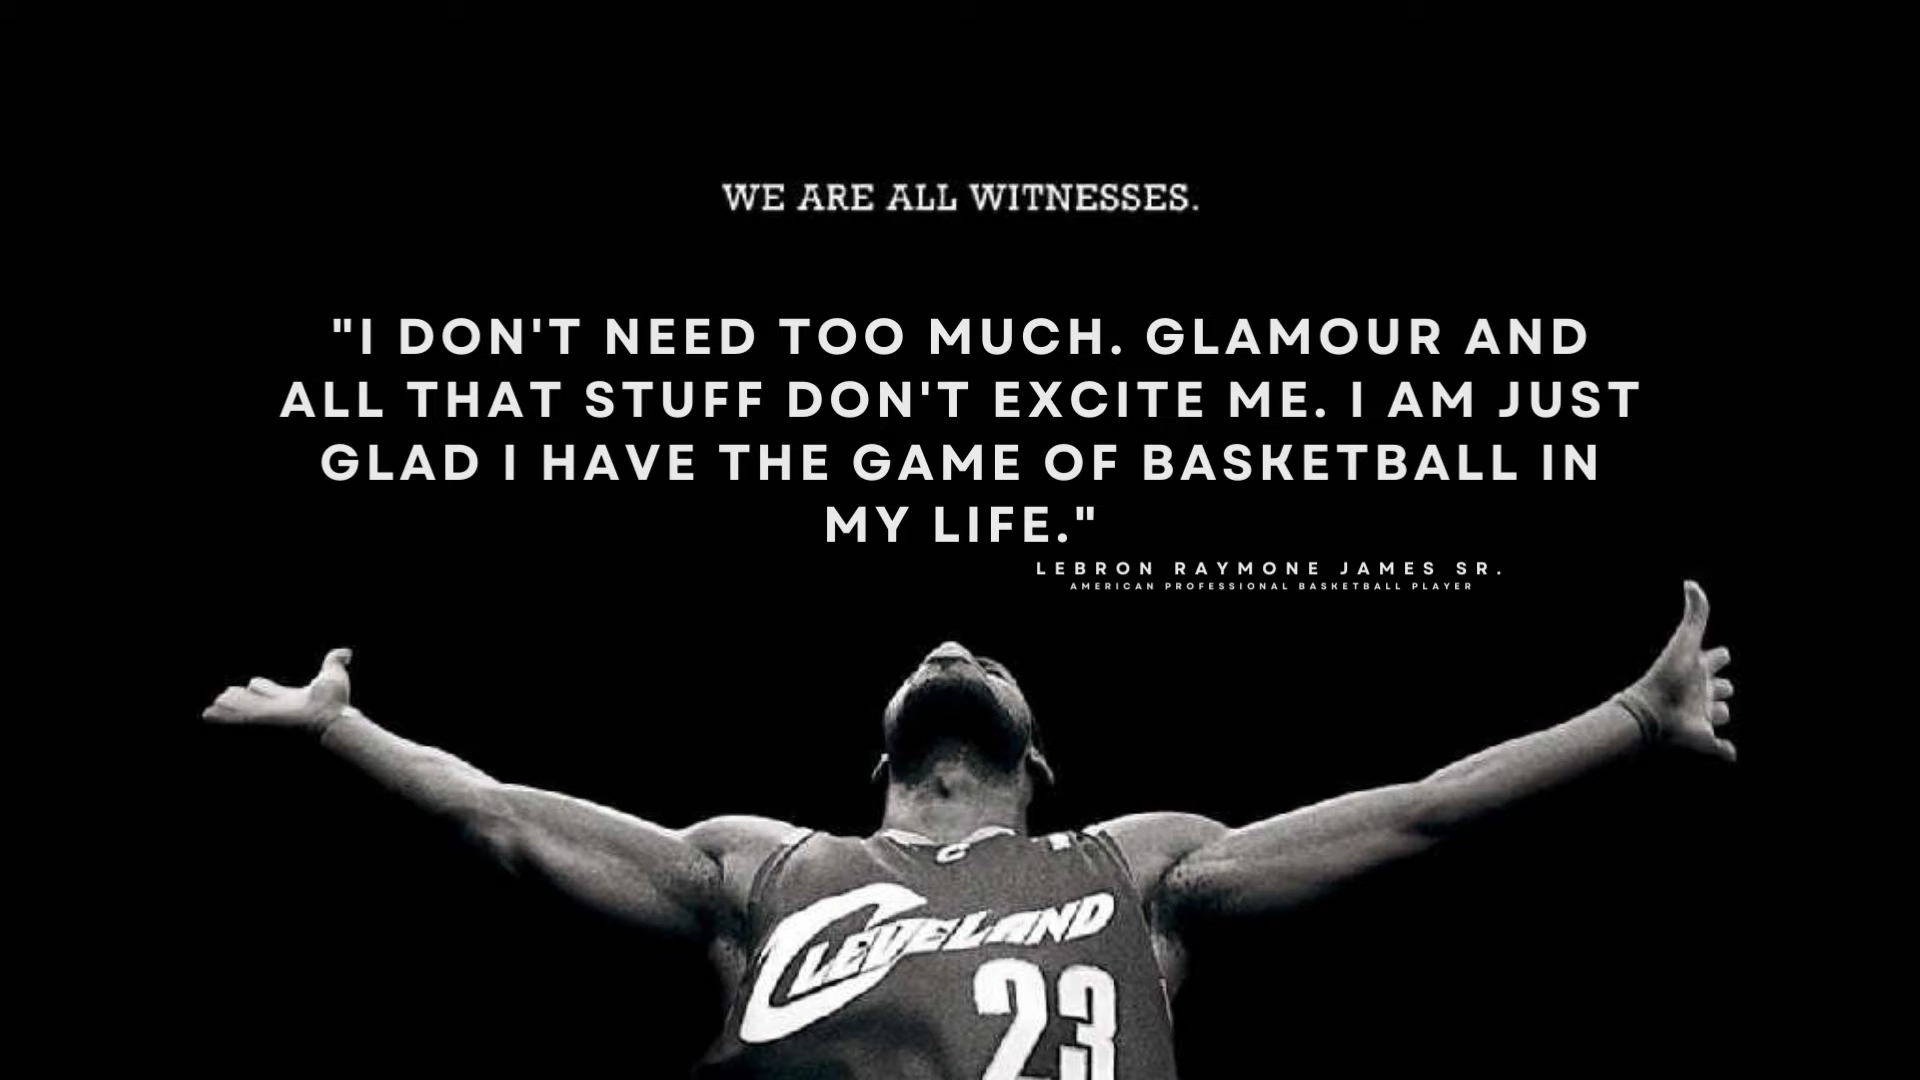 WE ARE ALL WITNESSES.
"I DON'T NEED TOO MUCH. GLAMOUR AND
ALL THAT STUFF DON'T EXCITE ME. I AM JUST
GLAD I HAVE THE GAME OF BASKETBALL IN
MY LIFE."
LEBRON RAYMONE JAMES SR.
AMERICAN PROFESSIONAL BASKETBALL PLAYER
C
CLEVELAND
23